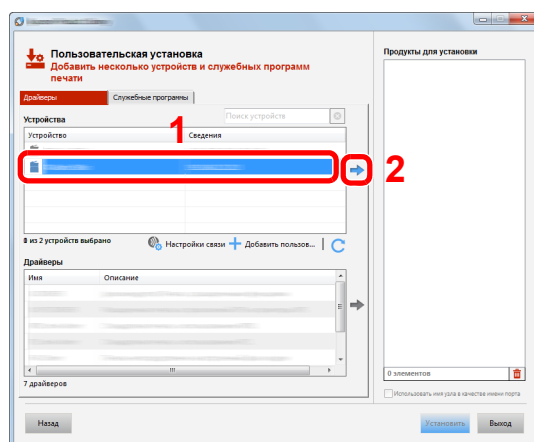 Пользовательская установка
Добавить несколько устройств и служебных программ
печати
Драйверы
Служебные программы
Устройства
Поиск устройств
Устройство
Сведения
1
2
0 из 2 устройств выбрано
Настройки связи
Добавить пользов...
Драйверы
Имя
Описание
7 драйверов
Продукты для установки
0 элементов
Использовать имя узла в качестве имени порта
Назад
Установить
Выход